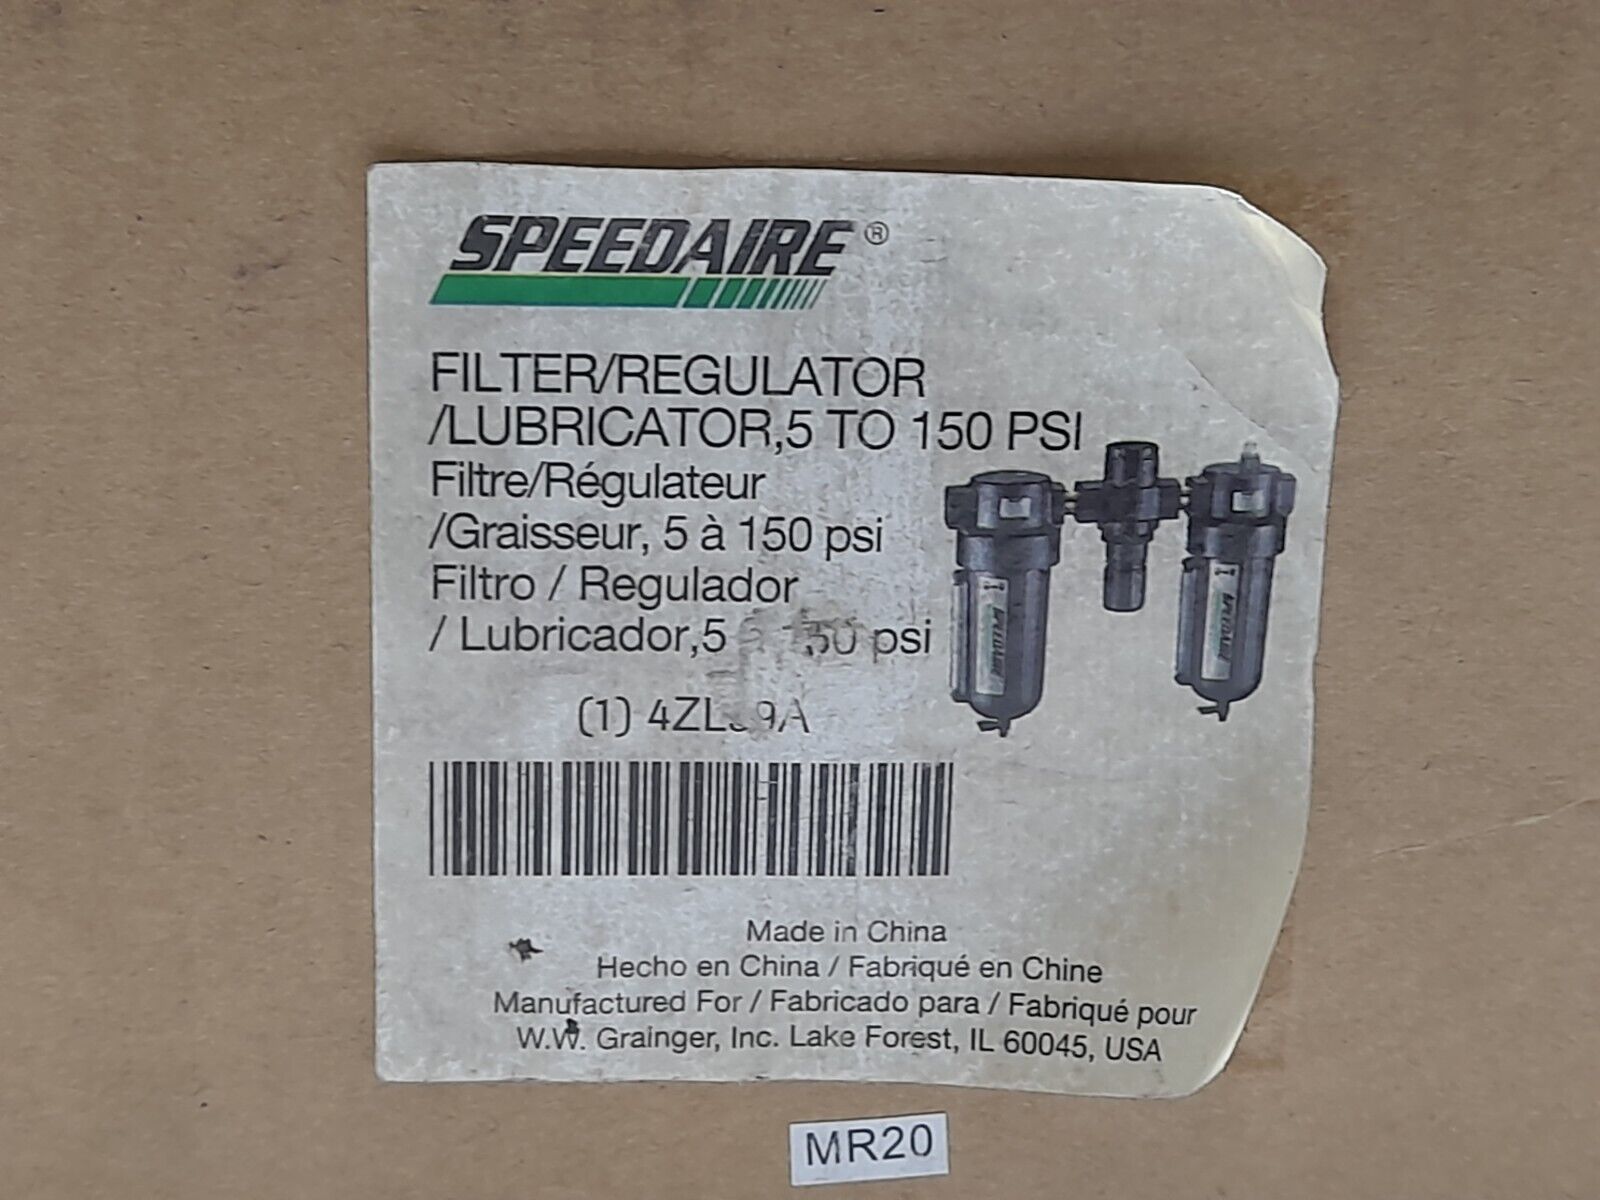 SPEEDAIRE®
FILTER/REGULATOR
/LUBRICATOR,5 TO 150 PSI
Filtre/Régulateur
/Graisseur, 5 à 150 psi
Filtro / Regulador
/ Lubricador,5 psi
(1)
Made in China
Hecho en China / Fabriqué en Chine
Manufactured For / Fabricado para / Fabriqué pour
W.W. Grainger, Inc. Lake Forest, IL 60045, USA
MR20
SPEEDAIRE
SPEEDAIRE